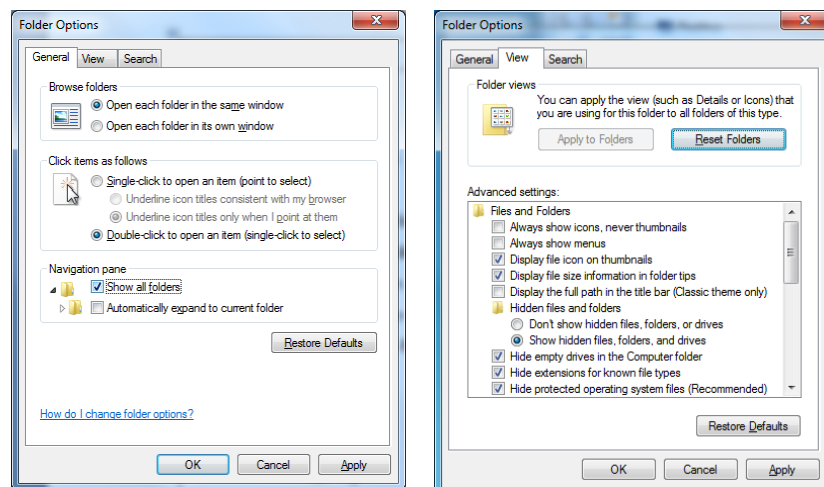 Folder Options
General View Search
Browse folders
Open each folder in the same window
Open each folder in its own window
Click items as follows
Single-click to open an item (point to select)
Underline icon titles consistent with my browser
Underline icon titles only when I point at them
Double-click to open an item (single-click to select)
Navigation pane
Show all folders
Automatically expand to current folder
Restore Defaults
How do I change folder options?
OK Cancel Apply
Folder Options
General View Search
Folder views
You can apply the view (such as Details or Icons) that
you are using for this folder to all folders of this type.
Apply to Folders Reset Folders
Advanced settings:
Files and Folders
Always show icons, never thumbnails
Always show menus
Display file icon on thumbnails
Display file size information in folder tips
Display the full path in the title bar (Classic theme only)
Hidden files and folders
Don't show hidden files, folders, or drives
Show hidden files, folders, and drives
Hide empty drives in the Computer folder
Hide extensions for known file types
Hide protected operating system files (Recommended)
Restore Defaults
OK Cancel Apply